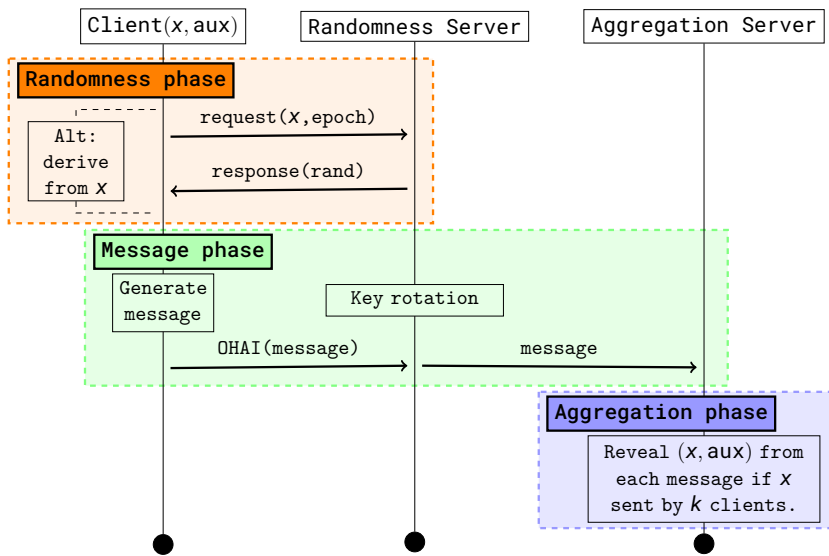 Client(x, aux)
Randomness Server
Aggregation Server
Randomness phase
Alt:
derive
from x
request(x,epoch)
response(rand)
Message phase
Generate
message
Key rotation
OHAI(message)
message
Aggregation phase
Reveal (x, aux) from
each message if x
sent by k clients.